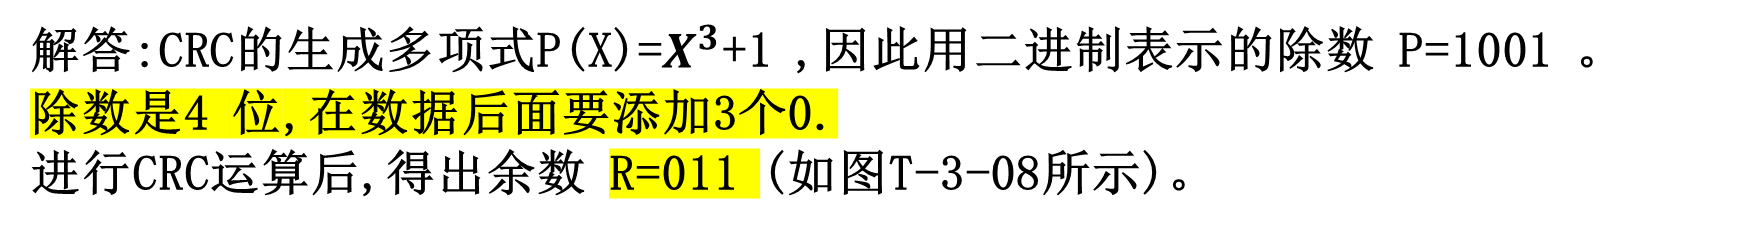 解答:CRC的生成多项式P(X)=X³+1 ,因此用二进制表示的除数 P=1001 。
除数是4 位,在数据后面要添加3个0.
进行CRC运算后,得出余数 R=011 (如图T-3-08所示)。